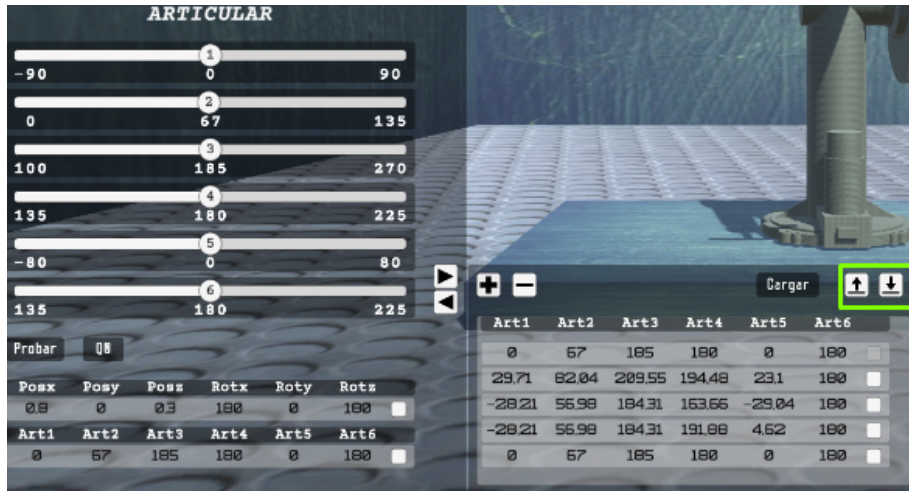 ARTICULAR
1
-90 0 90
2
0 67 135
3
100 185 270
4
135 180 225
5
-80 0 80
6
135 180 225
Probar Q0
Posx Posy Posz Rotx Roty Rotz
0.8 0 0.3 180 0 180
Art1 Art2 Art3 Art4 Art5 Art6
0 67 185 180 0 180
Cargar
Art1 Art2 Art3 Art4 Art5 Art6
0 67 185 180 0 180
29,71 82,04 209,55 194,48 23,1 180
-28,21 56,98 184,31 163,66 -29,04 180
-28,21 56,98 184,31 191,88 4,62 180
0 67 185 180 0 180